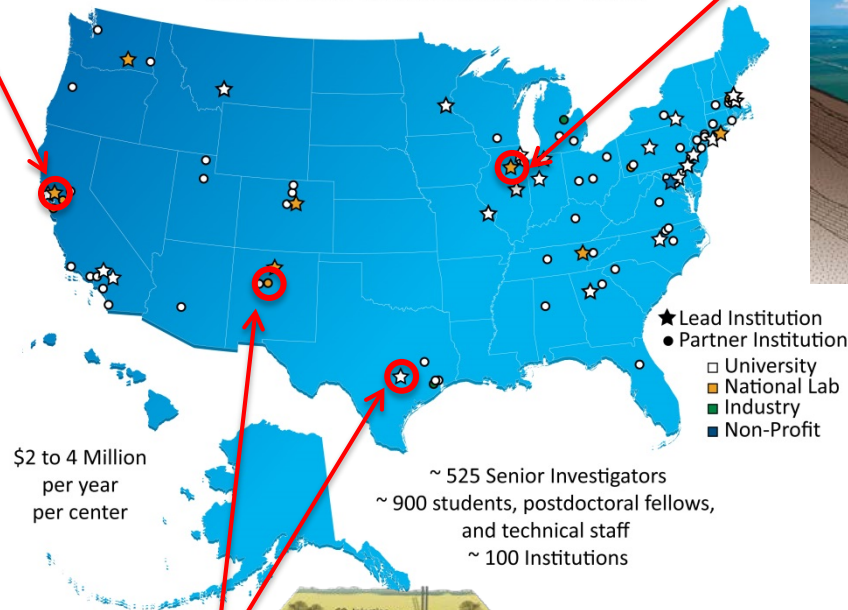 Lead Institution
Partner Institution
University
National Lab
Industry
Non-Profit
$2 to 4 Million
per year
per center
~ 525 Senior Investigators
~ 900 students, postdoctoral fellows,
and technical staff
~ 100 Institutions